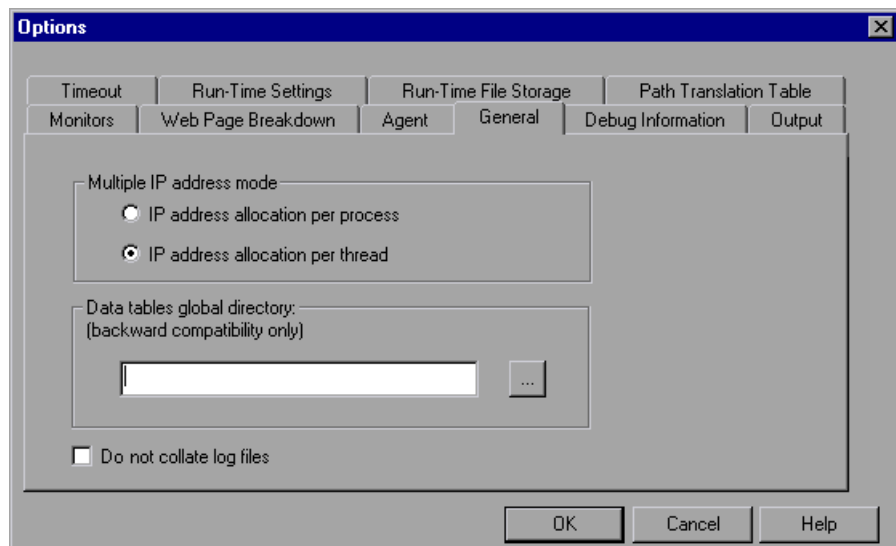 Options
Timeout
Run-Time Settings
Run-Time File Storage
Path Translation Table
Monitors
Web Page Breakdown
Agent
General
Debug Information
Output
Multiple IP address mode
IP address allocation per process
IP address allocation per thread
Data tables global directory:
(backward compatibility only)
...
Do not collate log files
OK
Cancel
Help